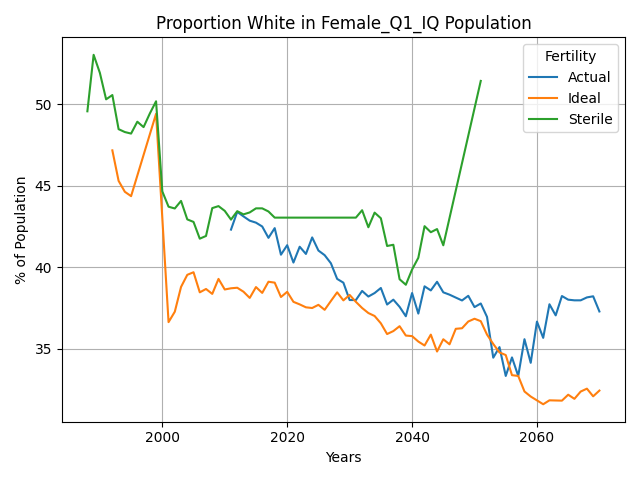 Proportion White in Female_Q1_IQ Population
Fertility
Actual
Ideal
Sterile
% of Population
50
45
40
35
2000
2020
2040
2060
Years